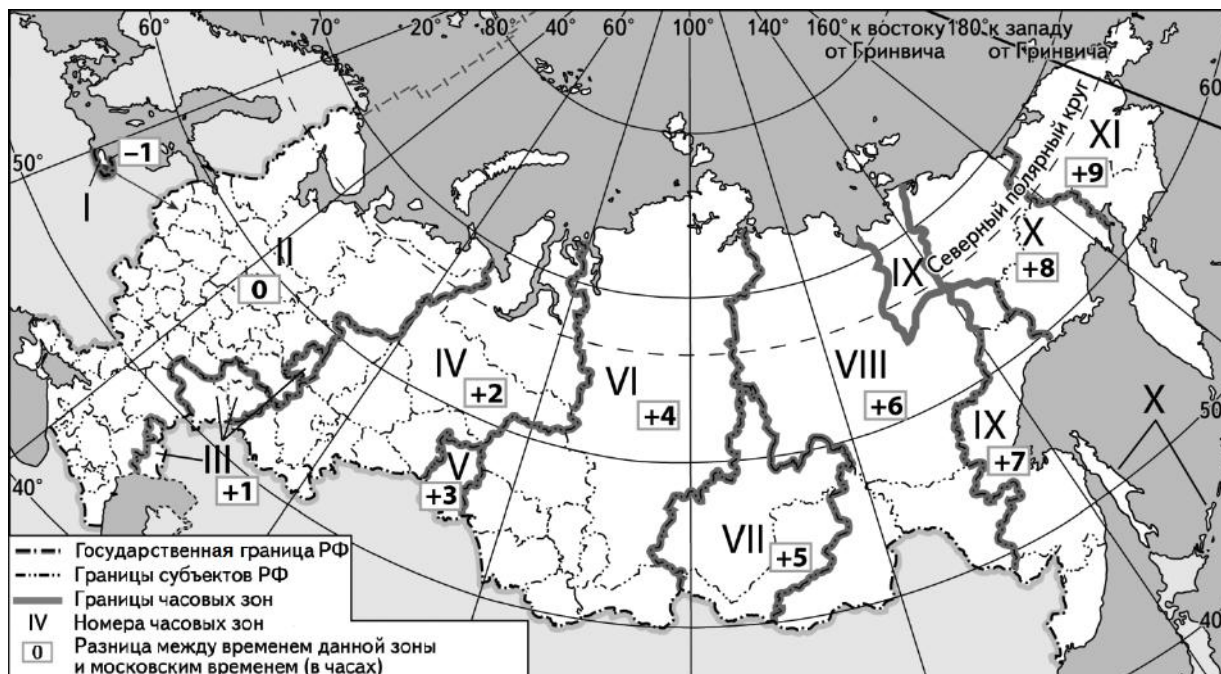 60° 70° 80° 100° 140° 160° к востоку 180° к западу
от Гринвича от Гринвича
60°
50°
–1
I
II
0
III
+1
40°
IV
+2
V
+3
VI
+4
VII
+5
VIII
+6
IX
IX
+7
X
+8
XI
+9
Северный полярный круг
X
50°
40°
Государственная граница РФ
Границы субъектов РФ
Границы часовых зон
IV Номера часовых зон
0 Разница между временем данной зоны
и московским временем (в часах)